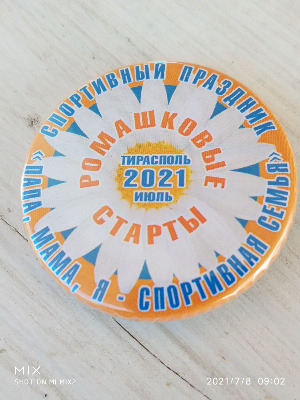 СПОРТИВНЫЙ ПРАЗДНИК
«ПАПА, МАМА, Я - СПОРТИВНАЯ СЕМЬЯ»
РОМАШКОВЫЕ
ТИРАСПОЛЬ
2021
ИЮЛЬ
СТАРТЫ
MIX
SHOT ON MI MIX2
2021/7/8 09:02